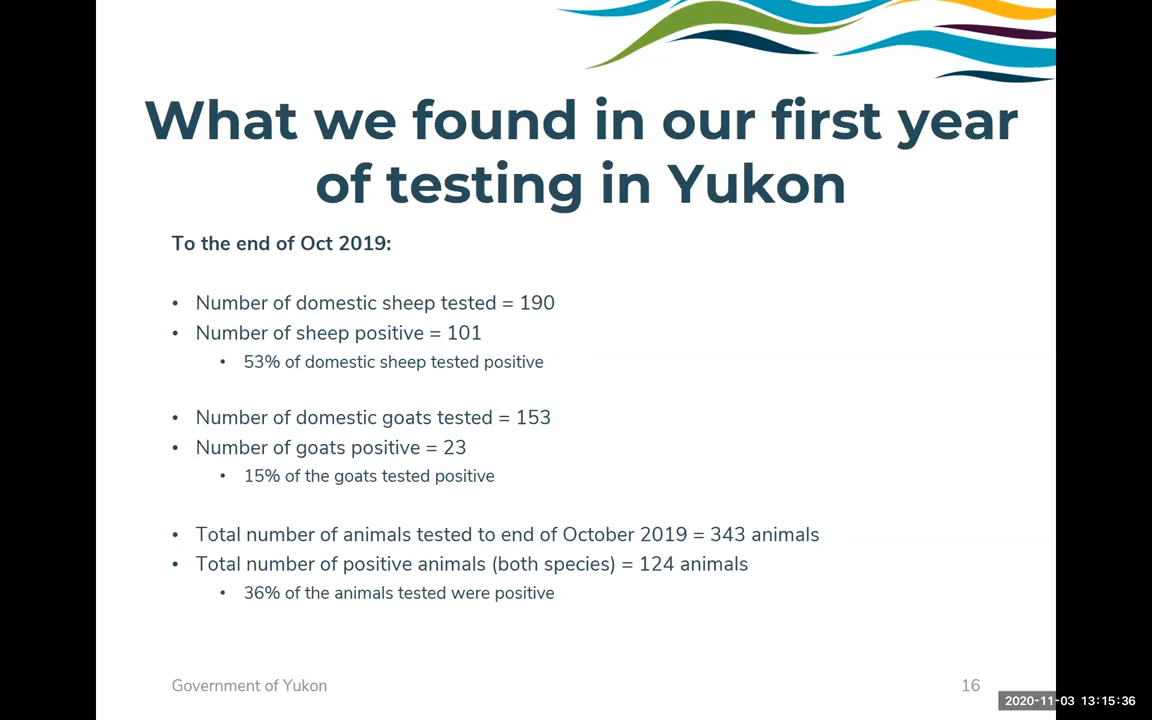 What we found in our first year
of testing in Yukon
To the end of Oct 2019:
• Number of domestic sheep tested = 190
• Number of sheep positive = 101
• 53% of domestic sheep tested positive
• Number of domestic goats tested = 153
• Number of goats positive = 23
• 15% of the goats tested positive
• Total number of animals tested to end of October 2019 = 343 animals
• Total number of positive animals (both species) = 124 animals
• 36% of the animals tested were positive
Government of Yukon
16
2020-11-03 13:15:36